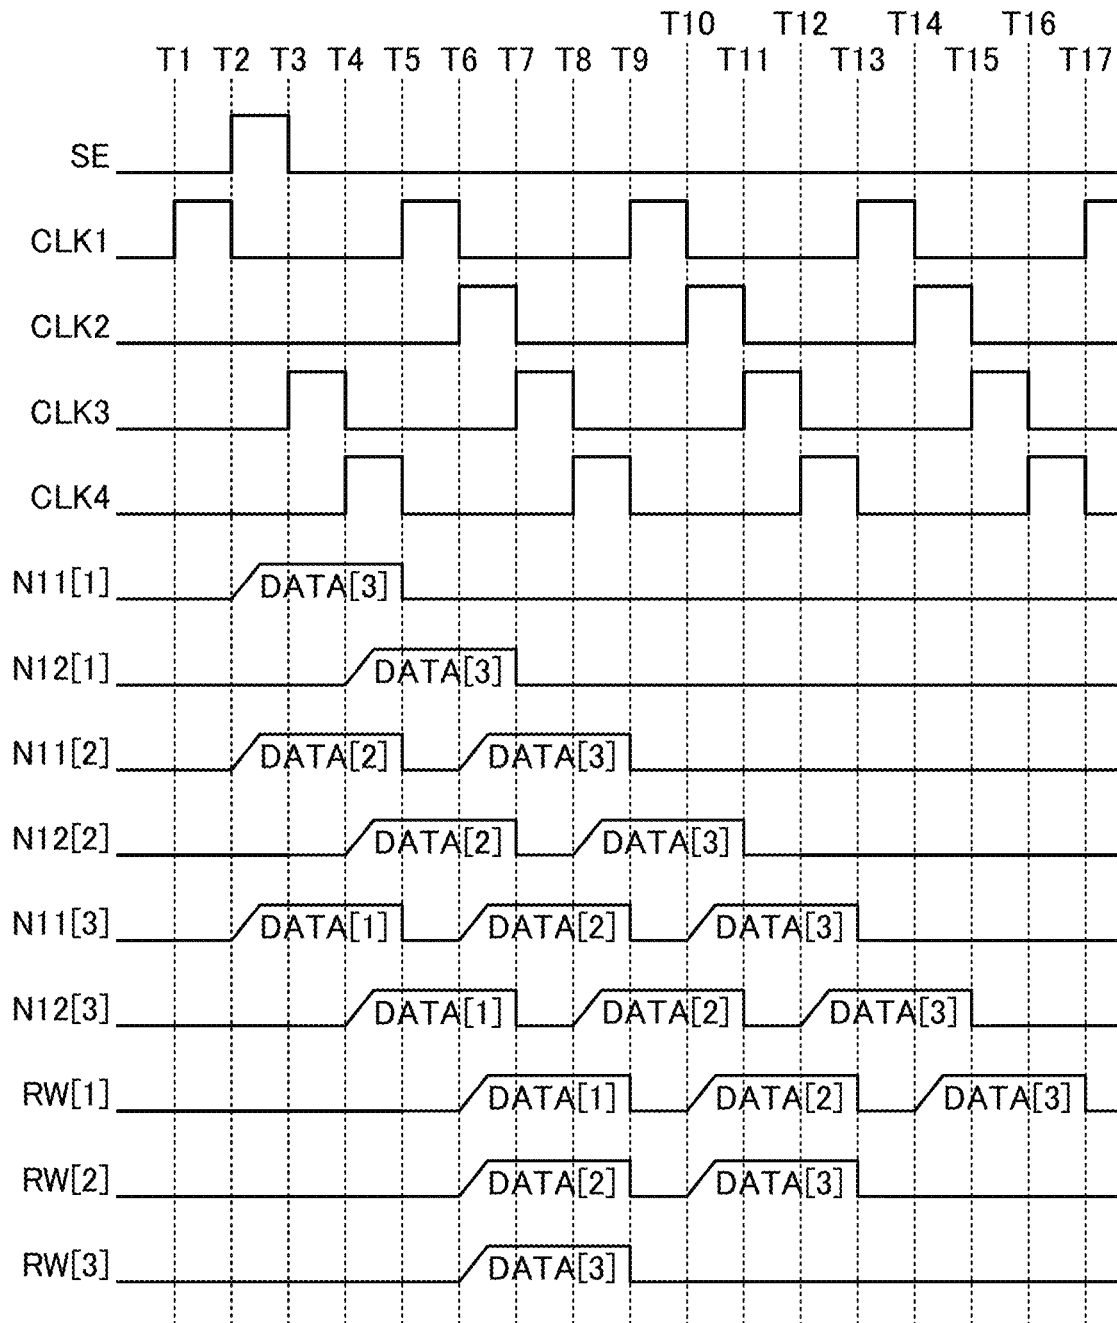 T10 T12 T14 T16
T1 T2 T3 T4 T5 T6 T7 T8 T9 T11 T13 T15 T17
SE
CLK1
CLK2
CLK3
CLK4
N11[1] DATA[3]
N12[1] DATA[3]
N11[2] DATA[2] DATA[3]
N12[2] DATA[2] DATA[3]
N11[3] DATA[1] DATA[2] DATA[3]
N12[3] DATA[1] DATA[2] DATA[3]
RW[1] DATA[1] DATA[2] DATA[3]
RW[2] DATA[2] DATA[3]
RW[3] DATA[3]